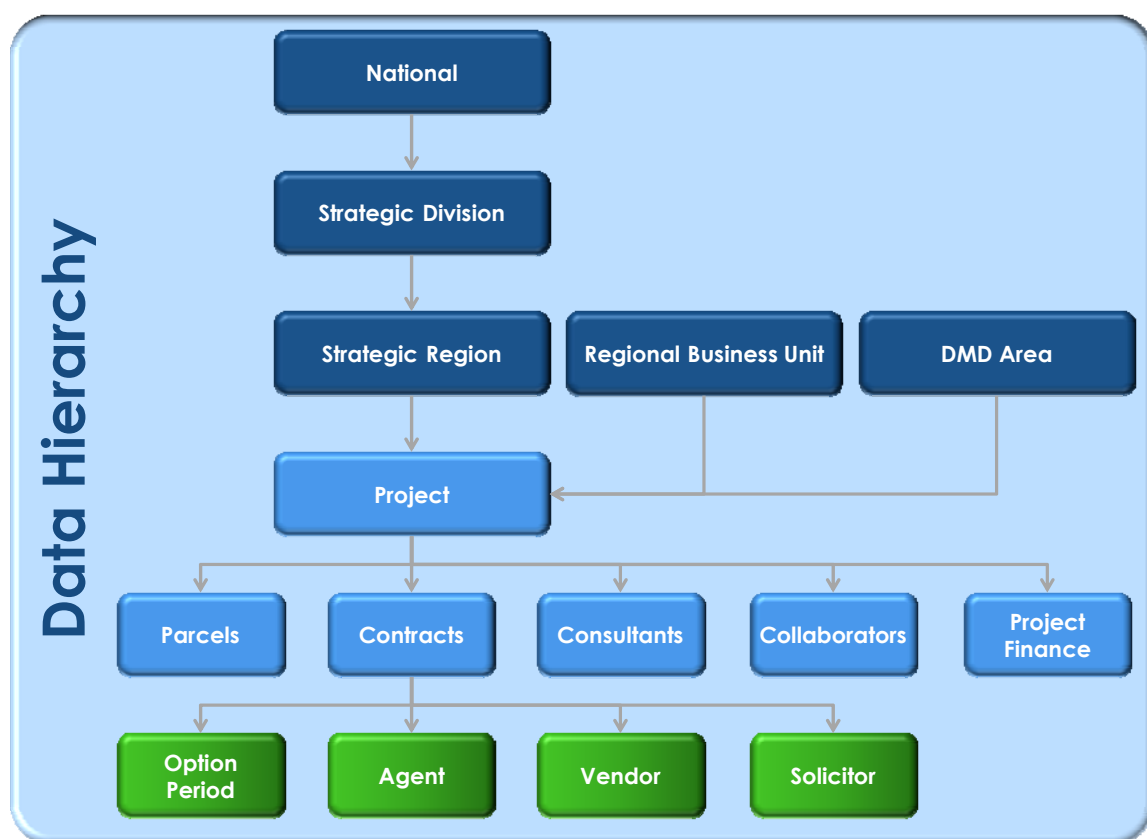 Data Hierarchy
National
Strategic Division
Strategic Region
Regional Business Unit
DMD Area
Project
Parcels
Contracts
Consultants
Collaborators
Project
Finance
Option
Period
Agent
Vendor
Solicitor